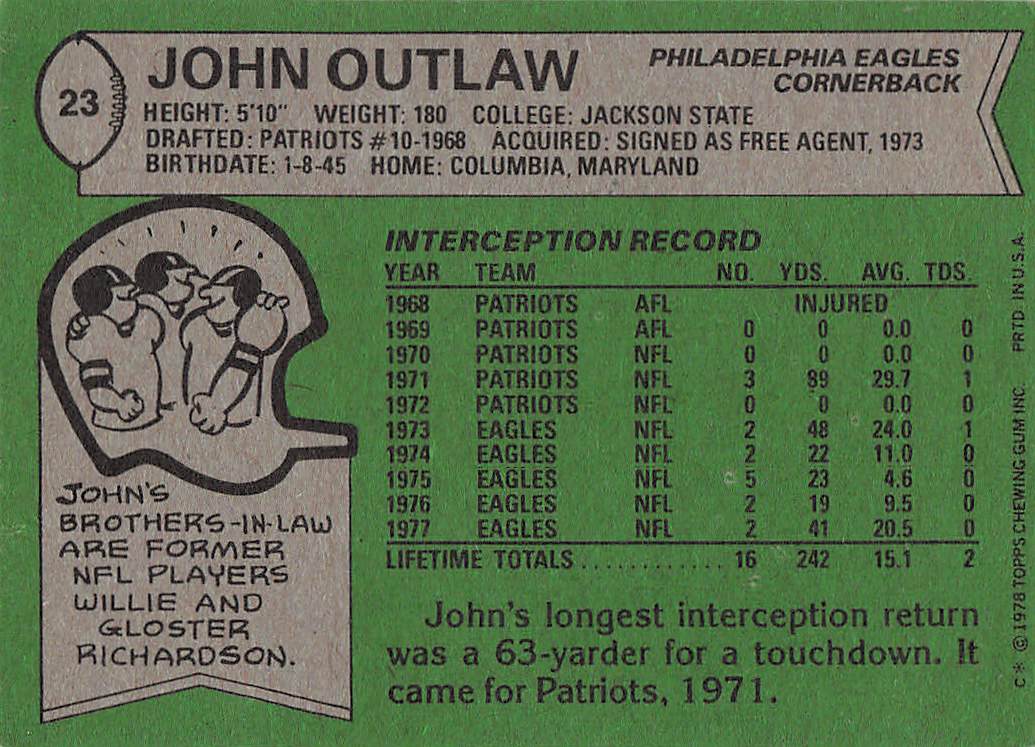 23
JOHN OUTLAW
PHILADELPHIA EAGLES
CORNERBACK
HEIGHT: 5'10" WEIGHT: 180 COLLEGE: JACKSON STATE
DRAFTED: PATRIOTS #10-1968 ACQUIRED: SIGNED AS FREE AGENT, 1973
BIRTHDATE: 1-8-45 HOME: COLUMBIA, MARYLAND
JOHN'S
BROTHERS-IN-LAW
ARE FORMER
NFL PLAYERS
WILLIE AND
GLOSTER
RICHARDSON.
INTERCEPTION RECORD
YEAR TEAM NO. YDS. AVG. TDS.
1968 PATRIOTS AFL INJURED
1969 PATRIOTS AFL 0 0 0.0 0
1970 PATRIOTS NFL 0 0 0.0 0
1971 PATRIOTS NFL 3 89 29.7 1
1972 PATRIOTS NFL 0 0 0.0 0
1973 EAGLES NFL 2 48 24.0 1
1974 EAGLES NFL 2 22 11.0 0
1975 EAGLES NFL 5 23 4.6 0
1976 EAGLES NFL 2 19 9.5 0
1977 EAGLES NFL 2 41 20.5 0
LIFETIME TOTALS............ 16 242 15.1 2
John's longest interception return
was a 63-yarder for a touchdown. It
came for Patriots, 1971.
C* © 1978 TOPPS CHEWING GUM INC. PRTD. IN U.S.A.